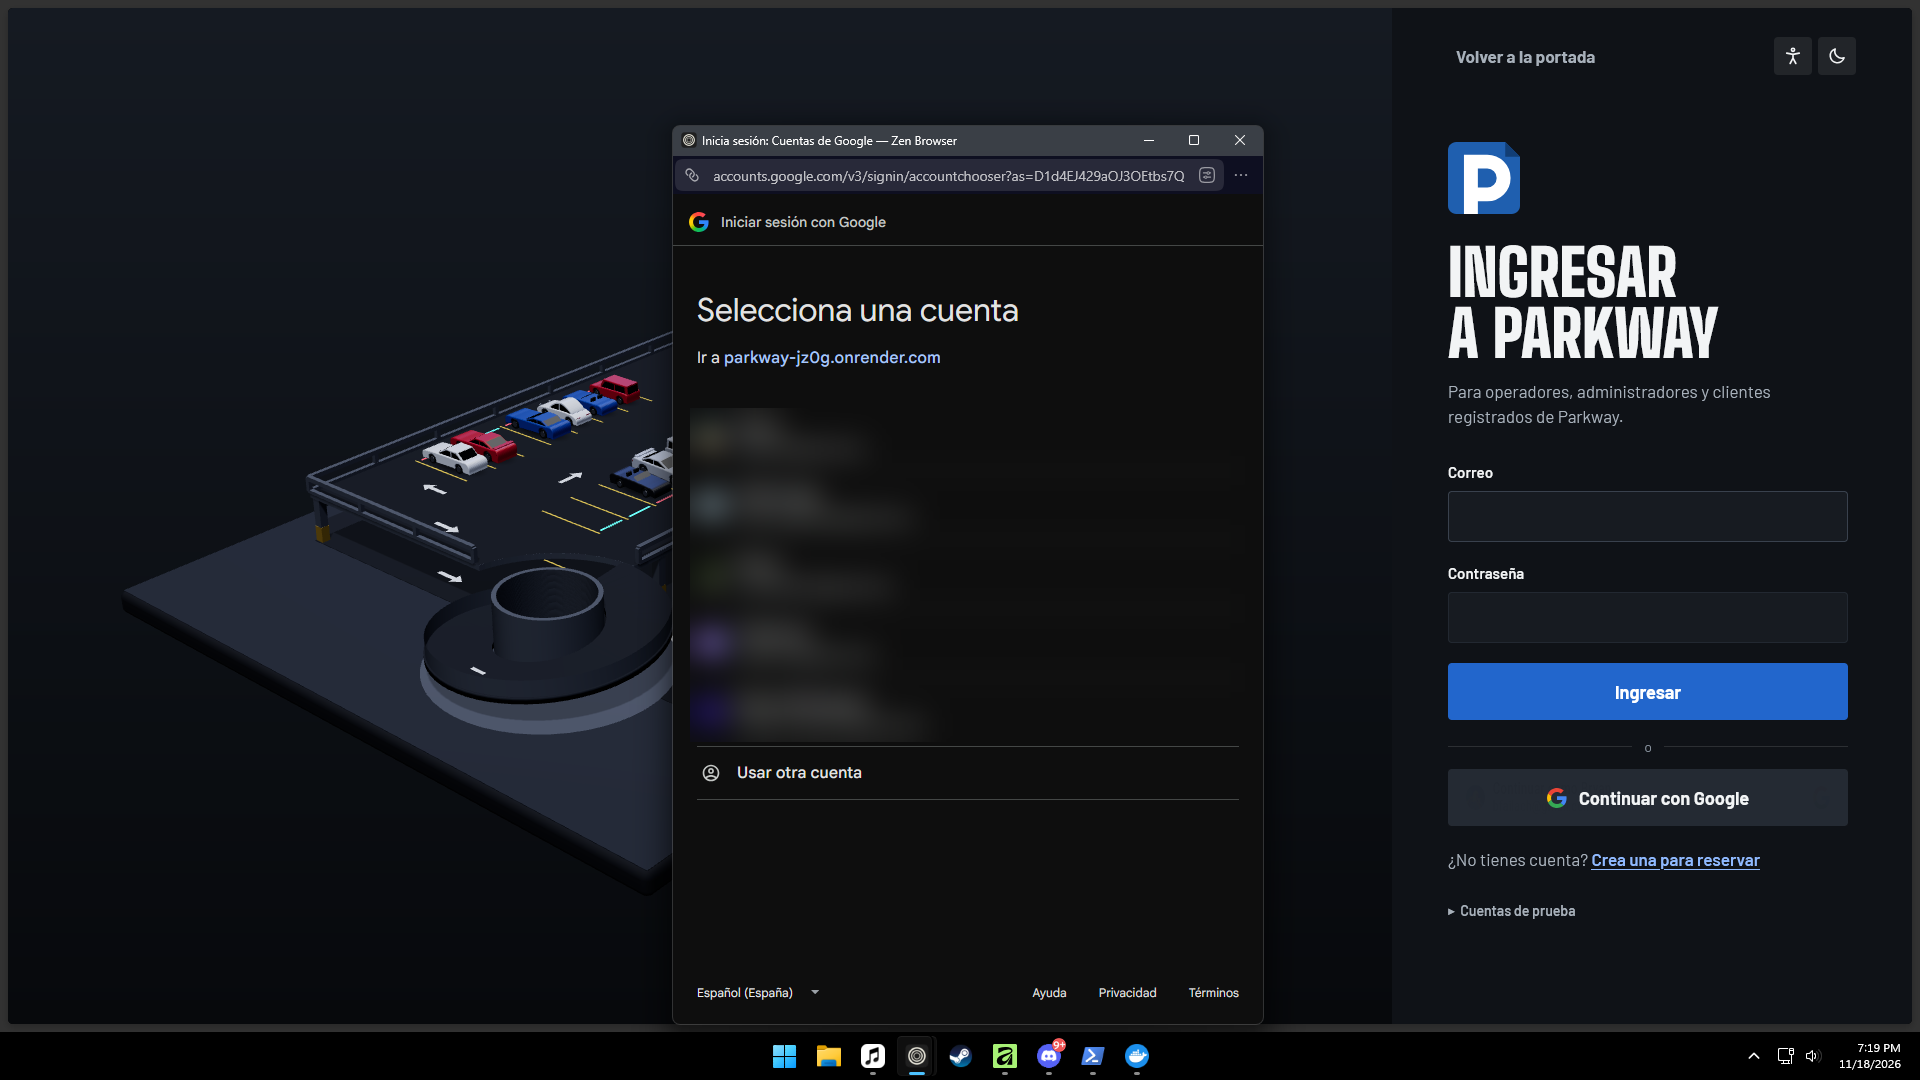 Volver a la portada
Inicia sesión: Cuentas de Google — Zen Browser
accounts.google.com/v3/signin/accountchooser?as=D1d4EJ429aOJ3OEtbs7Q
Iniciar sesión con Google
Selecciona una cuenta
Ir a parkway-jz0g.onrender.com
Usar otra cuenta
Español (España)
Ayuda
Privacidad
Términos
P
INGRESAR
A PARKWAY
Para operadores, administradores y clientes
registrados de Parkway.
Correo
Contraseña
Ingresar
o
Continuar con Google
¿No tienes cuenta? Crea una para reservar
Cuentas de prueba
9+
7:19 PM
11/18/2026